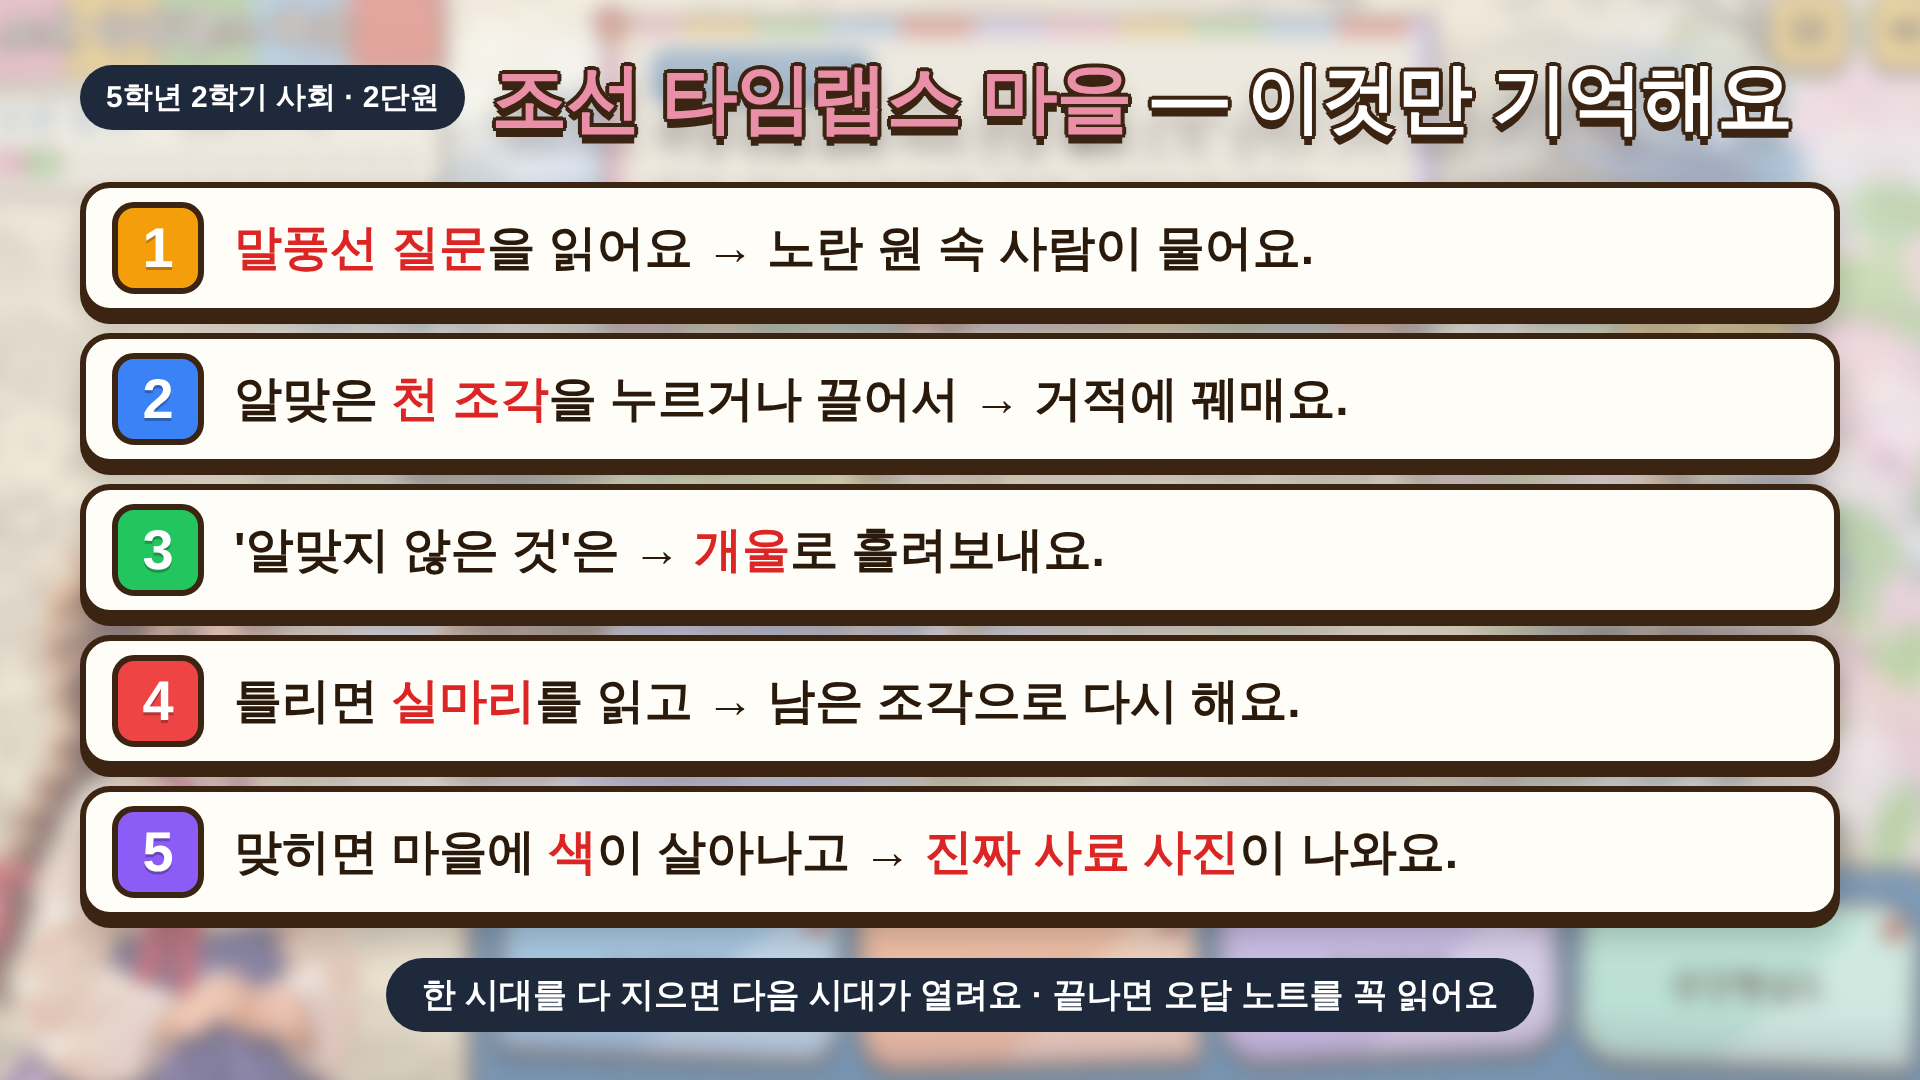 5학년 2학기 사회 · 2단원
조선 타임랩스 마을 — 이것만 기억해요
1 말풍선 질문을 읽어요 → 노란 원 속 사람이 물어요.
2 알맞은 천 조각을 누르거나 끌어서 → 거적에 꿰매요.
3 '알맞지 않은 것'은 → 개울로 흘려보내요.
4 틀리면 실마리를 읽고 → 남은 조각으로 다시 해요.
5 맞히면 마을에 색이 살아나고 → 진짜 사료 사진이 나와요.
한 시대를 다 지으면 다음 시대가 열려요 · 끝나면 오답 노트를 꼭 읽어요